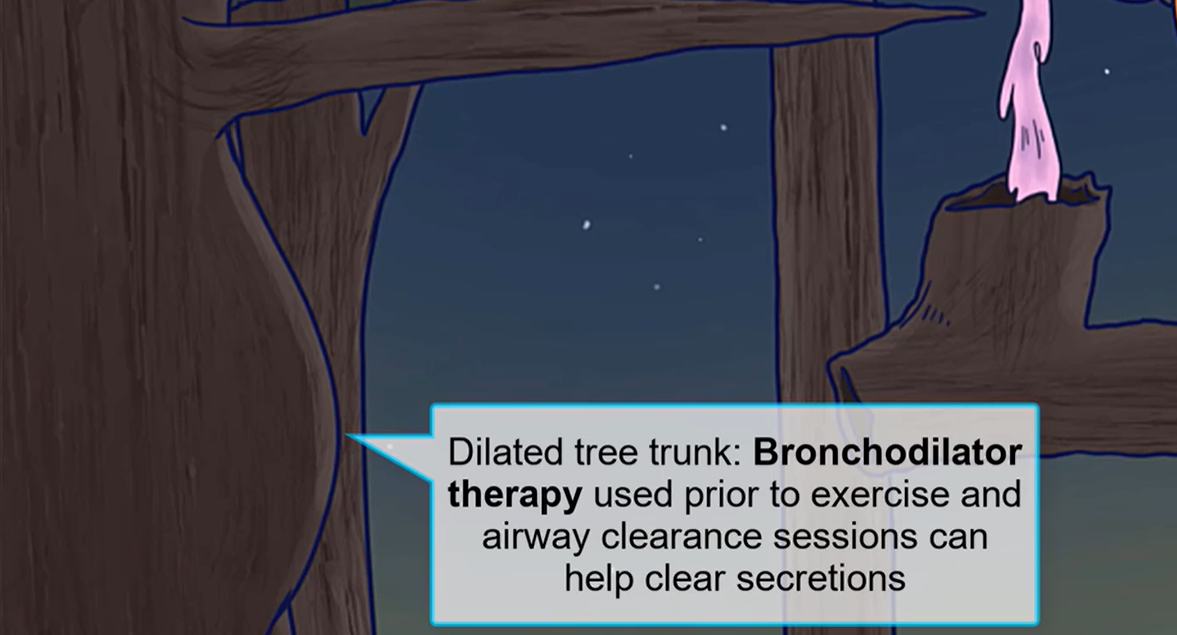 Dilated tree trunk: Bronchodilator
therapy used prior to exercise and
airway clearance sessions can
help clear secretions